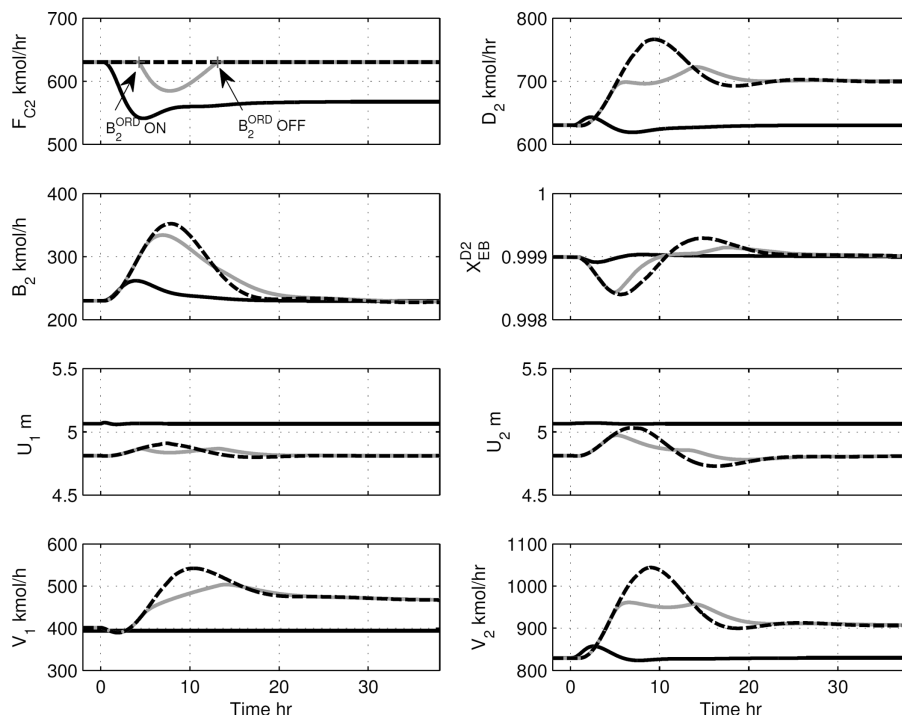 700
600
500
F_C2 kmol/hr
B_2^ORD ON
B_2^ORD OFF
800
700
600
D_2 kmol/hr
400
300
200
B_2 kmol/h
1
0.999
0.998
X_EB^D2
5.5
5
4.5
U_1 m
5.5
5
4.5
U_2 m
600
500
400
300
V_1 kmol/h
0
10
20
30
Time hr
1100
1000
900
800
V_2 kmol/hr
0
10
20
30
Time hr